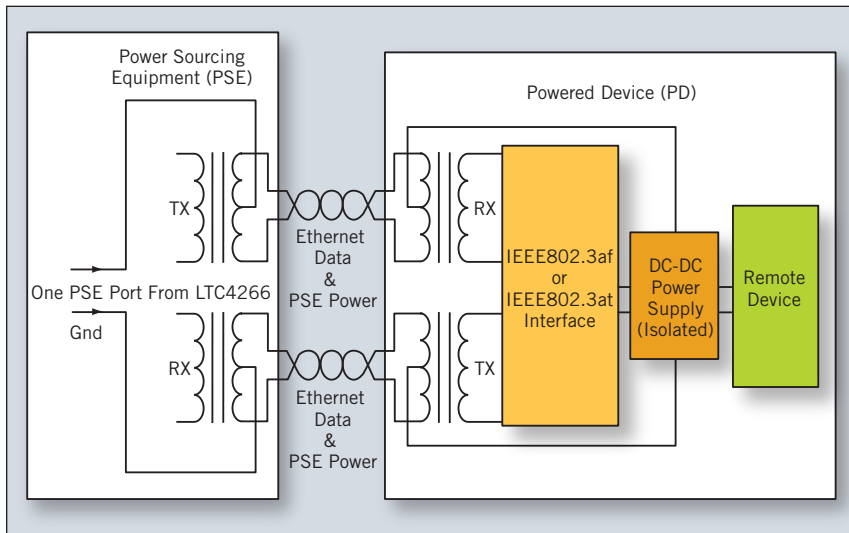 Power Sourcing
Equipment (PSE)
Powered Device (PD)
TX
RX
Ethernet
Data
&
PSE Power
One PSE Port From LTC4266
Gnd
RX
TX
Ethernet
Data
&
PSE Power
IEEE802.3af
or
IEEE802.3at
Interface
DC-DC
Power
Supply
(Isolated)
Remote
Device